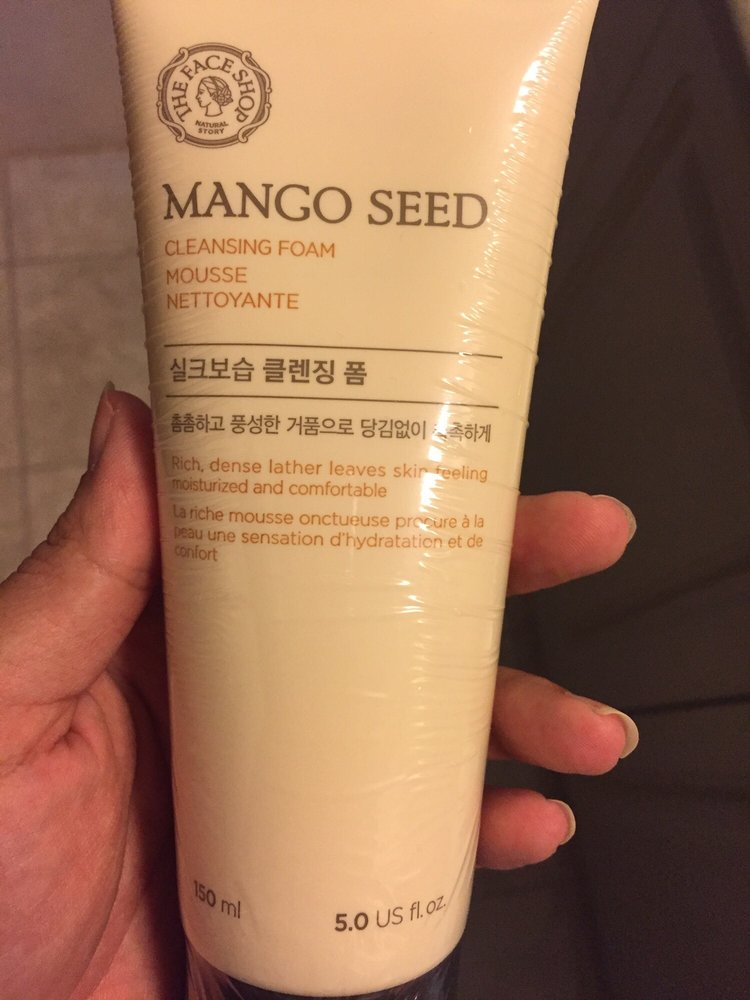 THE FACE SHOP
NATURAL
STORY
MANGO SEED
CLEANSING FOAM
MOUSSE
NETTOYANTE
실크보습 클렌징 폼
촘촘하고 풍성한 거품으로 당김없이
Rich, dense lather leaves skin feeling
moisturized and comfortable
La riche mousse onctueuse procure à la
peau une sensation d'hydratation et de
confort
150 ml
5.0 US fl. oz.